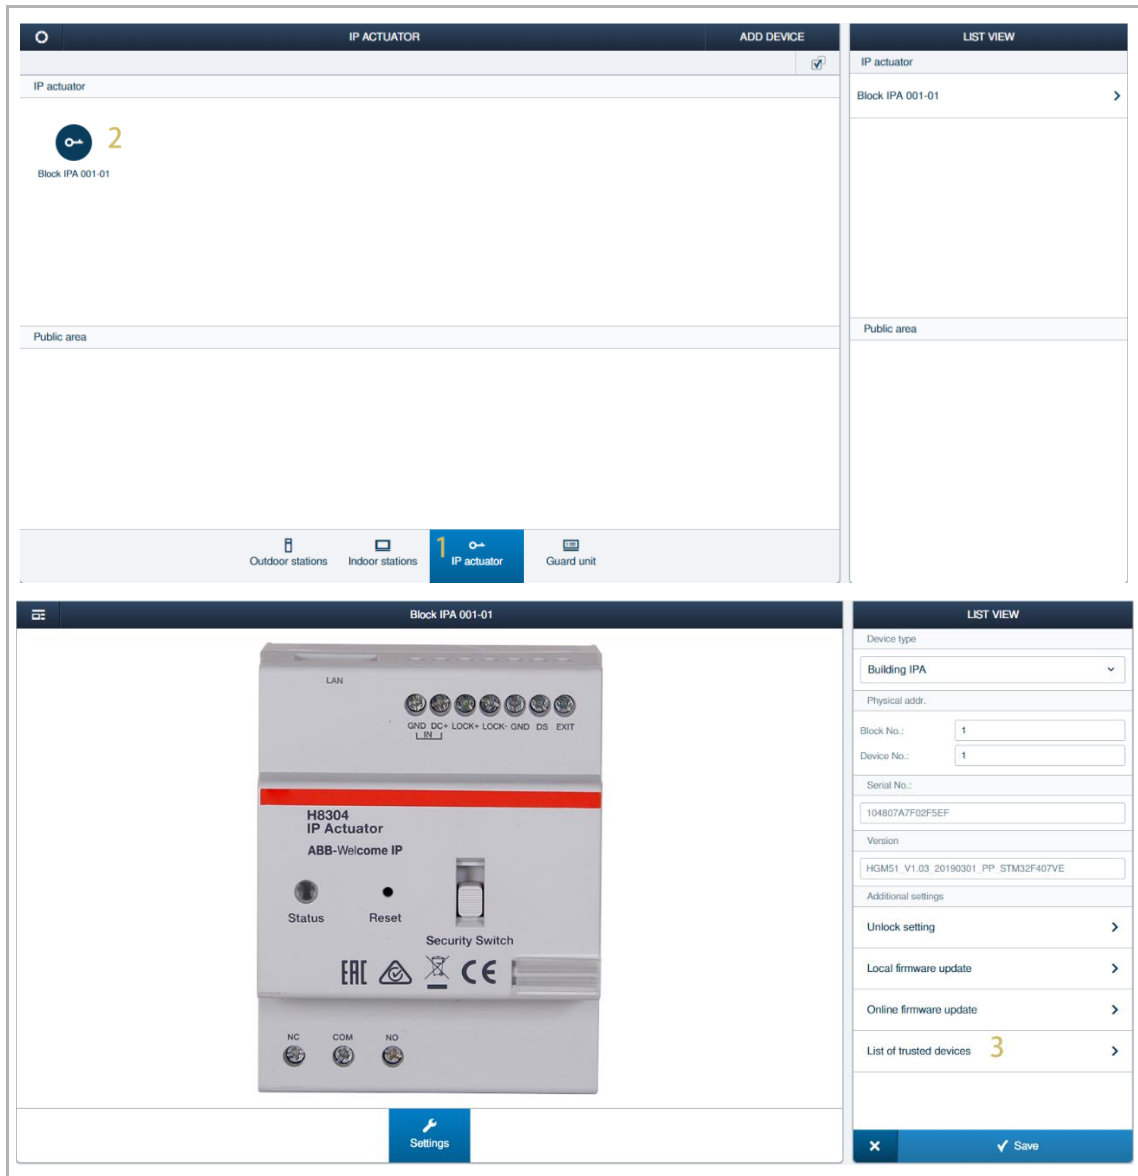 IP ACTUATOR
ADD DEVICE
LIST VIEW
IP actuator
IP actuator
Block IPA 001-01
2
Block IPA 001-01
Public area
Public area
1
Outdoor stations
Indoor stations
IP actuator
Guard unit
Block IPA 001-01
LIST VIEW
LAN
GND DC+ LOCK+ LOCK- GND DS EXIT
IN
H8304
IP Actuator
ABB-Welcome IP
Status
Reset
Security Switch
EAC
CE
NC
COM
NO
Settings
Device type
Building IPA
Physical addr.
Block No.: 1
Device No.: 1
Serial No.:
104807A7F02F5EF
Version
HGM51_V1.03_20190301_PP_STM32F407VE
Additional settings
Unlock setting
Local firmware update
Online firmware update
List of trusted devices 3
Save